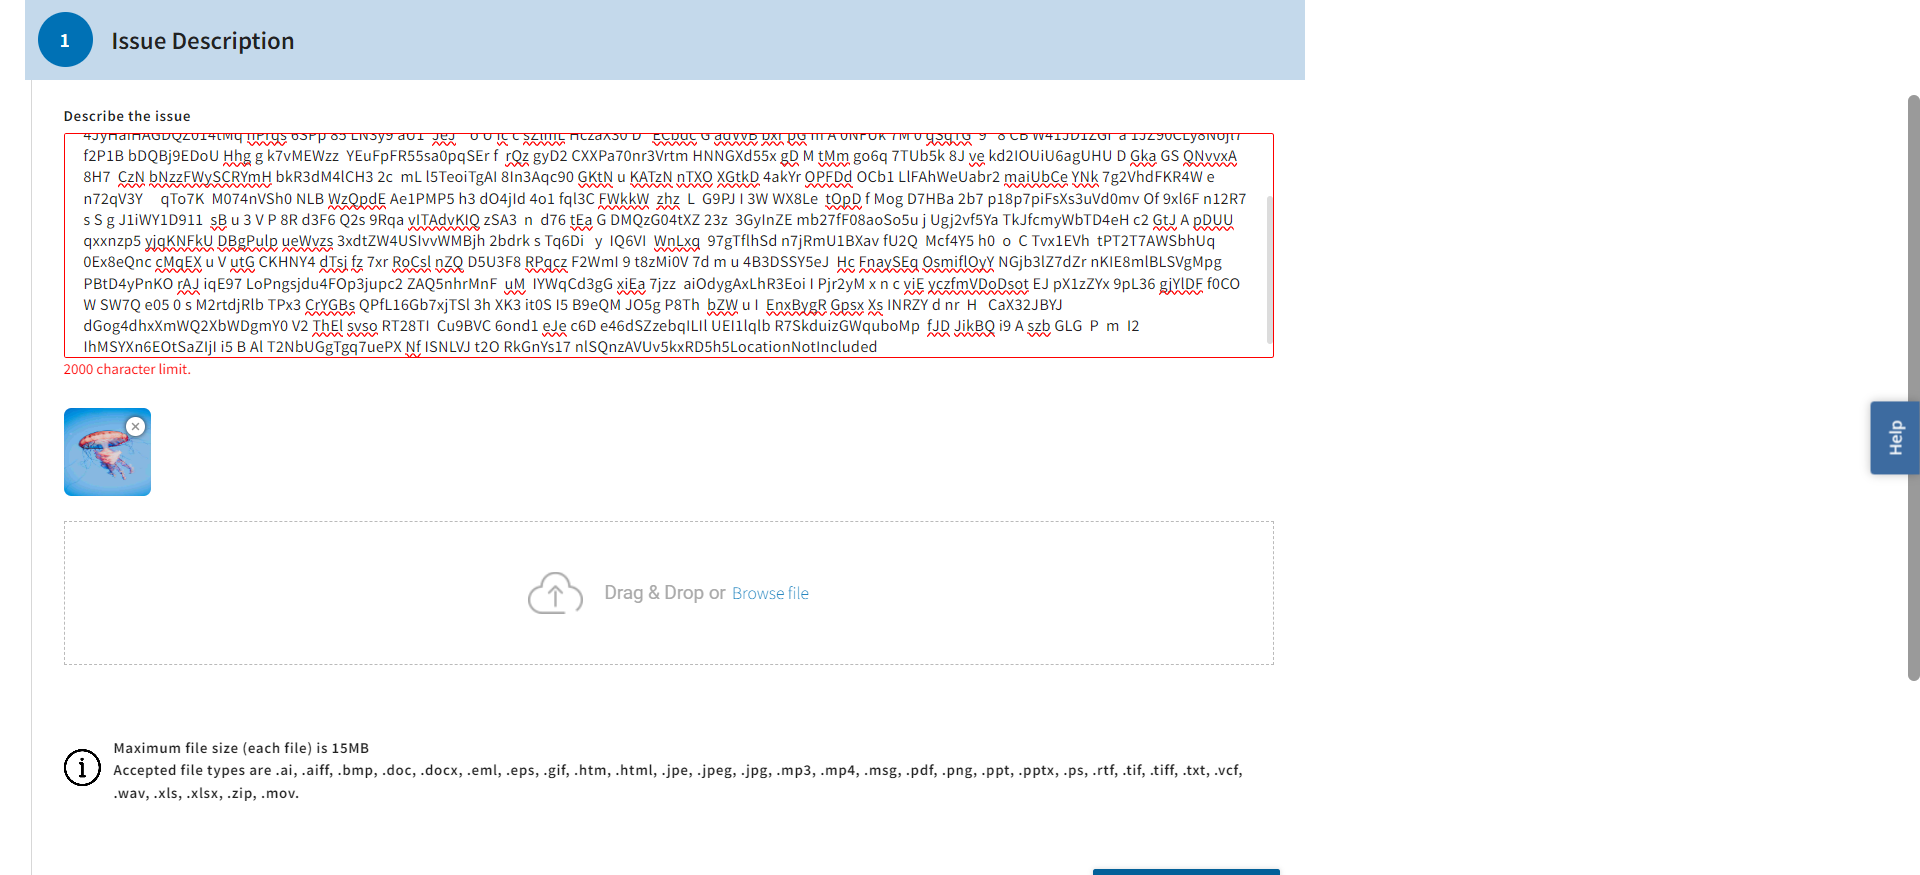 1 Issue Description
Describe the issue
f2P1B bDQBj9EDoU Hhg g k7vMEWzz YEuFpFR55sa0pqSEr f rQz gyD2 CXXPa70nr3Vrtm HNNGXd55x gD M tMm go6q 7TUb5k 8J ve kd2IOUiU6agUHU D Gka GS QNvvxA
8H7 CzN bNzzFWySCRYmH bkR3dM4lCH3 2c mL l5TeoiTgAI 8In3Aqc90 GKtN u KATzN nTXO XGtkD 4akYr OPFDd OCb1 LlFAhWeUabr2 maiUbCe YNk 7g2VhdFKR4W e
n72qV3Y qTo7K M074nVSh0 NLB WzQpdE Ae1PMP5 h3 dO4jId 4o1 fql3C FWkkW zhz L G9PJ I 3W WX8Le tOpD f Mog D7HBa 2b7 p18p7piFsXs3uVd0mv Of 9xl6F n12R7
s S g J1iWY1D911 sB u 3 V P 8R d3F6 Q2s 9Rqa vITAdvKIQ zSA3 n d76 tEa G DMQzG04tXZ 23z 3GyInZE mb27fF08aoSo5u j Ugj2vf5Ya TkJfcmyWbTD4eH c2 GtJ A pDUU
qxxnzp5 yjqKNFkU DBgPulp ueWvzs 3xdtZW4USIvvWMBjh 2bdrk s Tq6Di y IQ6VI WnLxq 97gTflhSd n7jRmU1BXav fU2Q Mcf4Y5 h0 o C Tvx1EVh tPT2T7AWSbhUq
0Ex8eQnc cMqEX u V utG CKHNY4 dTsj fz 7xr RoCsl nZQ D5U3F8 RPqcz F2WmI 9 t8zMi0V 7d m u 4B3DSSY5eJ Hc FnaySEq OsmiflOyY NGjb3lZ7dZr nKIE8mlBLSVgMpg
PBtD4yPnKO rAJ iqE97 LoPngsjdu4FOp3jupc2 ZAQ5nhrMnF uM IYWqCd3gG xiEa 7jzz aiOdygAxLhR3Eoi I Pjr2yM x n c viE yczfmVDoDsot EJ pX1zZYx 9pL36 gjYlDF f0CO
W SW7Q e05 0 s M2rtdjRlb TPx3 CrYGBs QPfL16Gb7xjTSl 3h XK3 it0S I5 B9eQM JO5g P8Th bZW u I EnxBygR Gpsx Xs INRZY d nr H CaX32JBYJ
dGog4dhxXmWQ2XbWDgmY0 V2 ThEl svso RT28TI Cu9BVC 6ond1 eJe c6D e46dSZzebqILIl UEI1lqlb R7SkduizGWquboMp fJD JikBQ i9 A szb GLG P m I2
IhMSYXn6EOtSaZIjI i5 B Al T2NbUGgTgq7uePX Nf ISNLVJ t2O RkGnYs17 nlSQnzAVUv5kxRD5h5LocationNotIncluded
2000 character limit.
Drag & Drop or Browse file
Maximum file size (each file) is 15MB
Accepted file types are .ai, .aiff, .bmp, .doc, .docx, .eml, .eps, .gif, .htm, .html, .jpe, .jpeg, .jpg, .mp3, .mp4, .msg, .pdf, .png, .ppt, .pptx, .ps, .rtf, .tif, .tiff, .txt, .vcf,
.wav, .xls, .xlsx, .zip, .mov.
Help